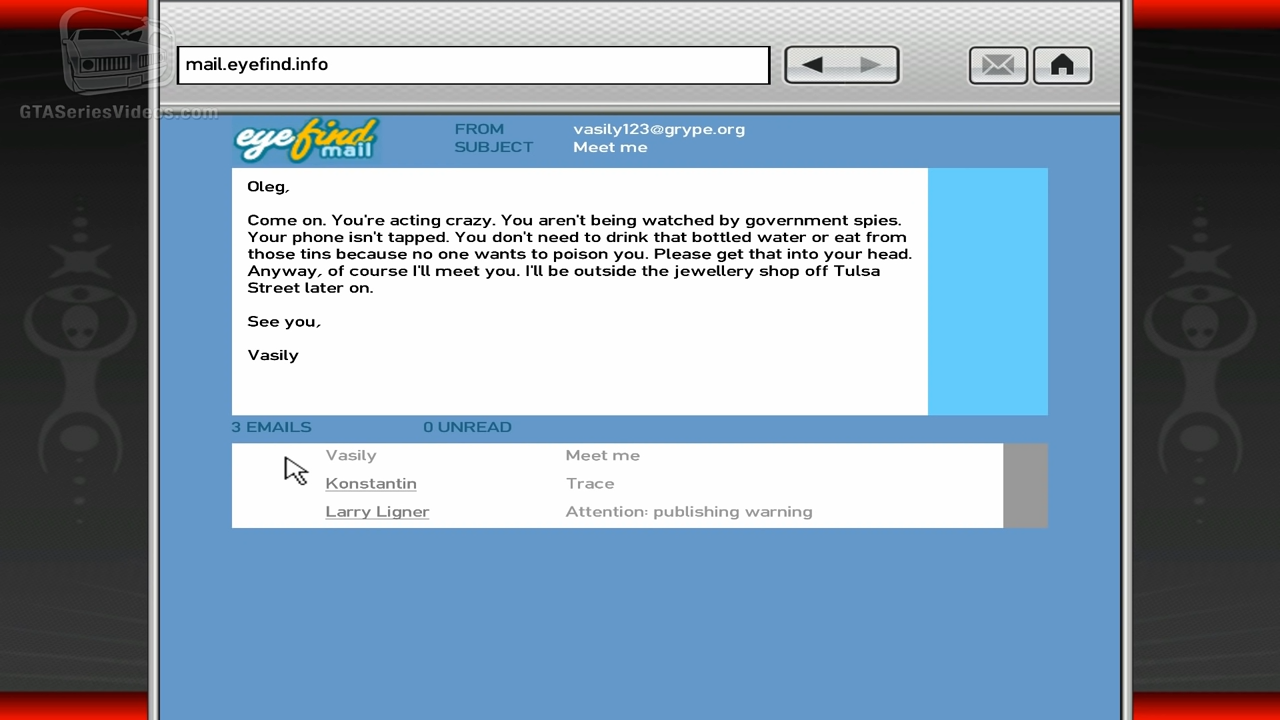 GTASeriesVideos.com
mail.eyefind.info
eyefind mail
FROM vasily123@grype.org
SUBJECT Meet me
Oleg,
Come on. You're acting crazy. You aren't being watched by government spies.
Your phone isn't tapped. You don't need to drink that bottled water or eat from
those tins because no one wants to poison you. Please get that into your head.
Anyway, of course I'll meet you. I'll be outside the jewellery shop off Tulsa
Street later on.
See you,
Vasily
3 EMAILS 0 UNREAD
Vasily Meet me
Konstantin Trace
Larry Ligner Attention: publishing warning